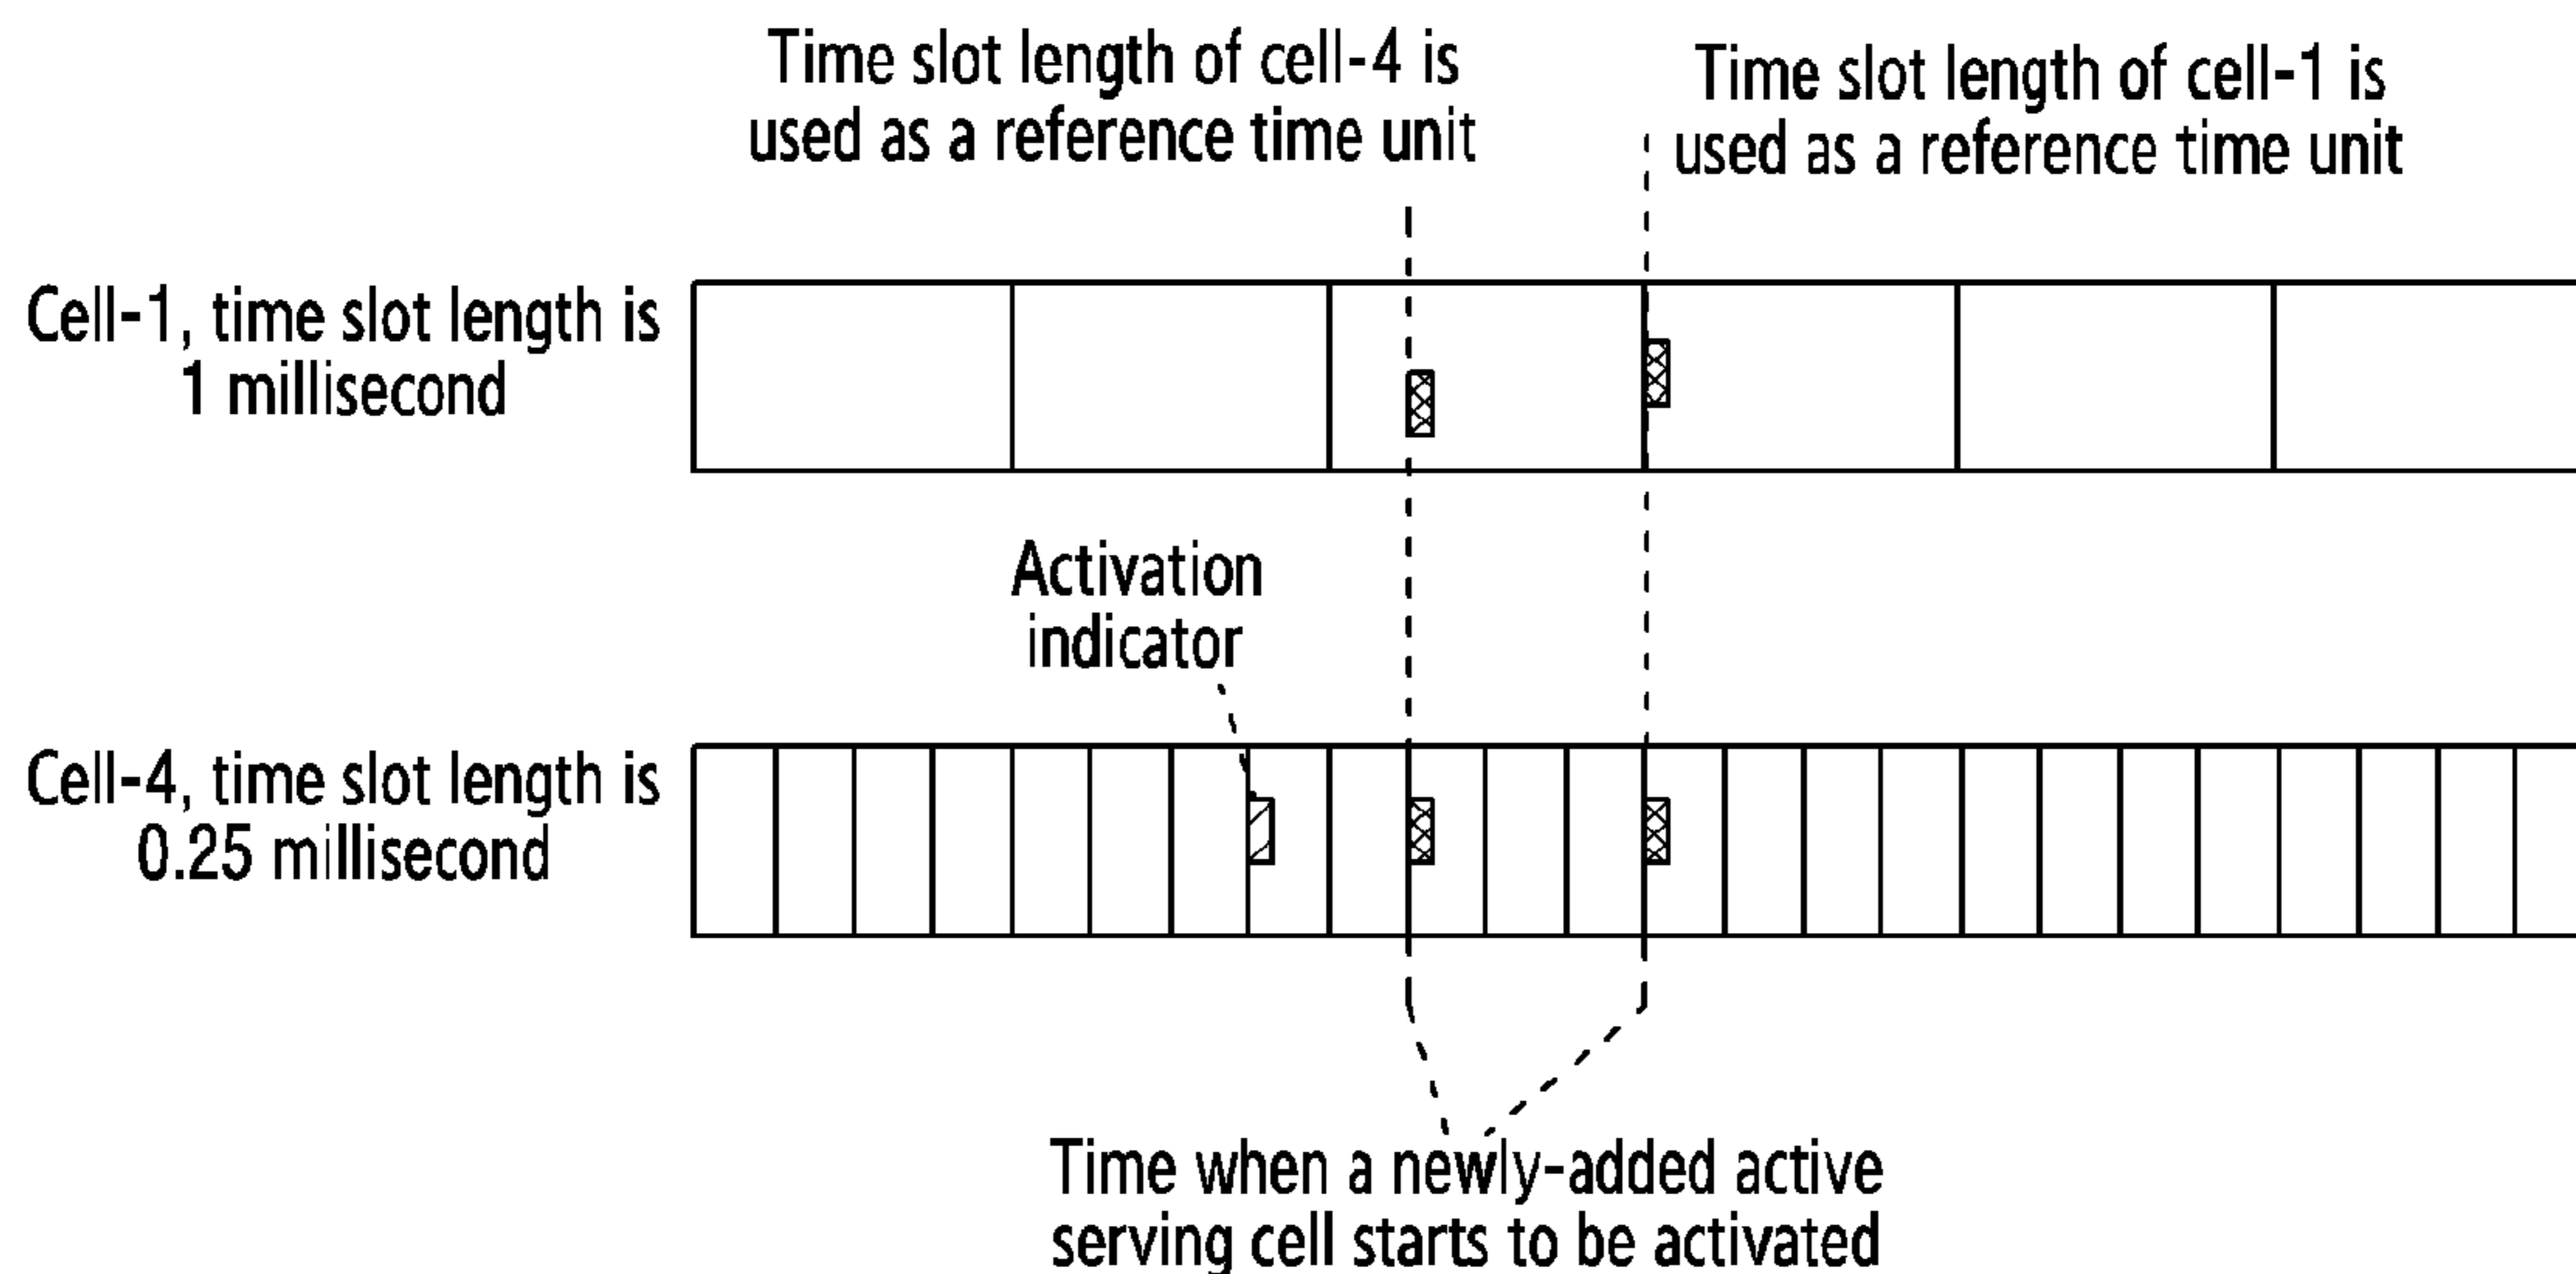 Time slot length of cell-4 is
used as a reference time unit
Time slot length of cell-1 is
used as a reference time unit
Cell-1, time slot length is
1 millisecond
Activation
indicator
Cell-4, time slot length is
0.25 millisecond
Time when a newly-added active
serving cell starts to be activated